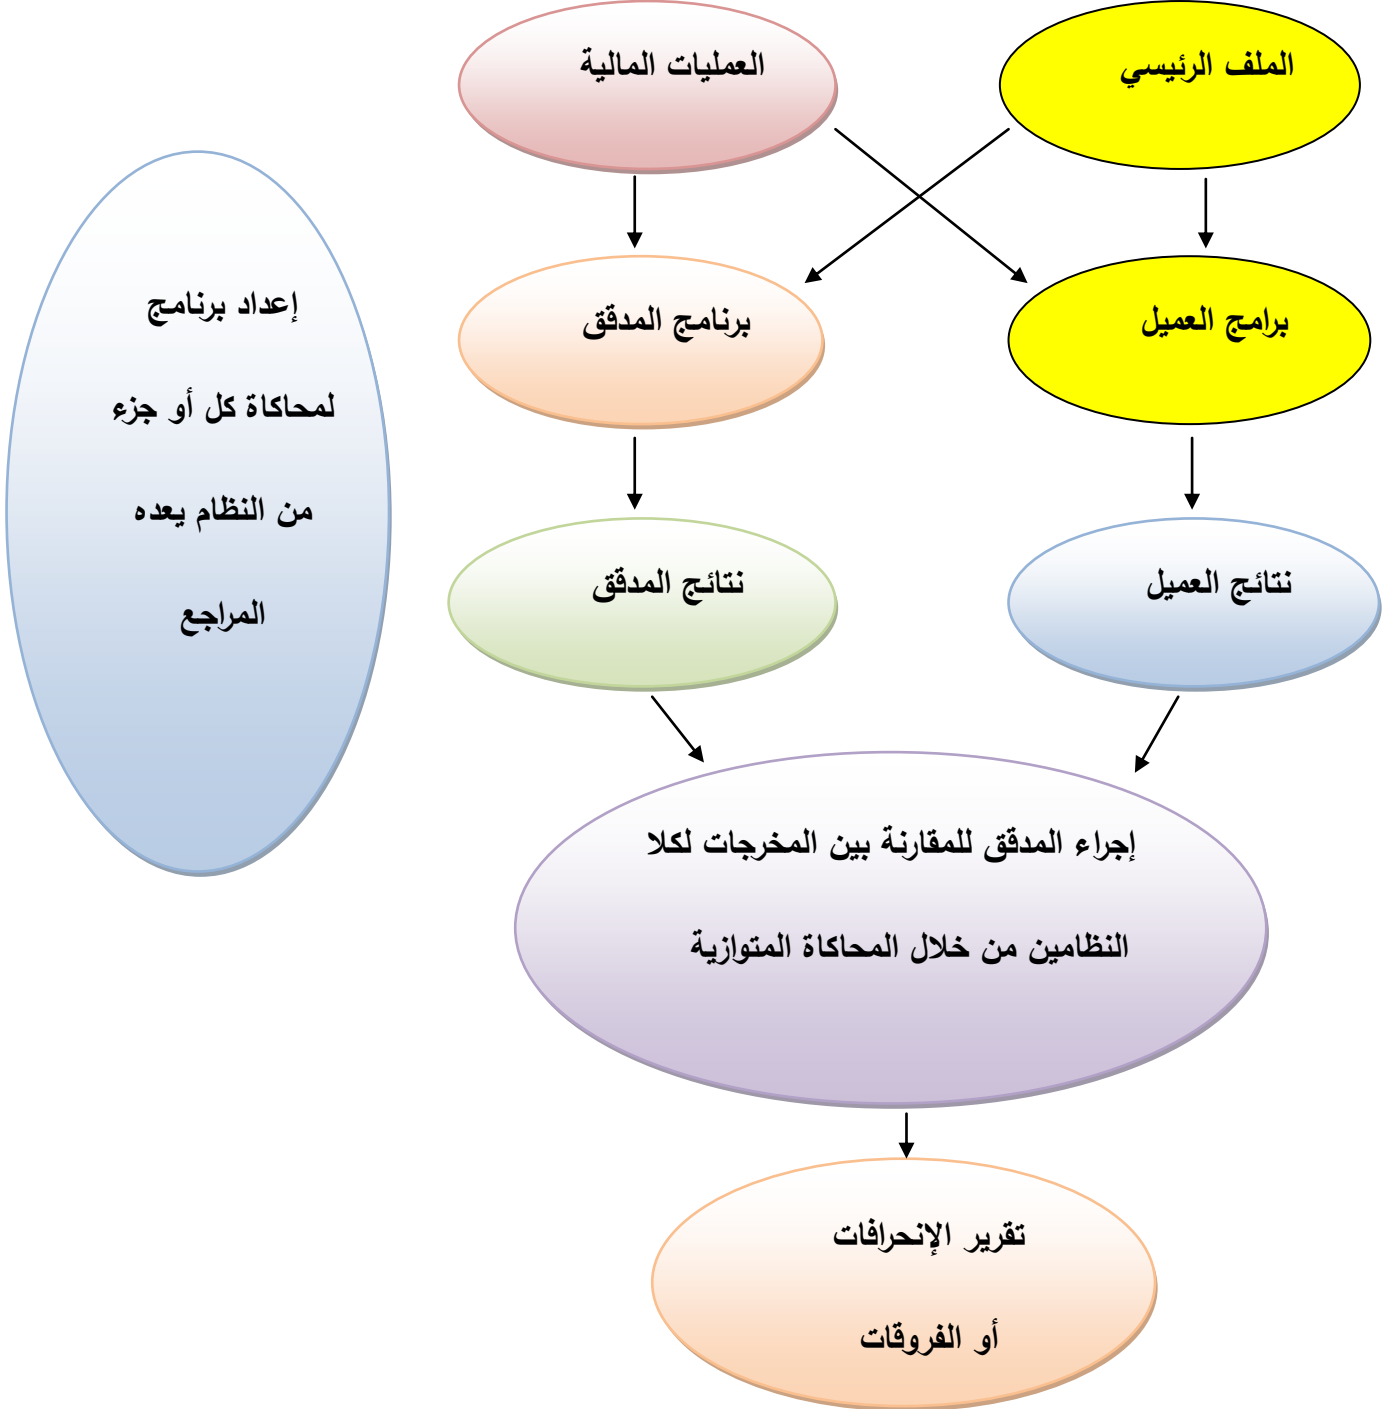 الملف الرئيسي
العمليات المالية
برامج العميل
برنامج المدقق
نتائج العميل
نتائج المدقق
إجراء المدقق للمقارنة بين المخرجات لكلا
النظامين من خلال المحاكاة المتوازية
تقرير الإنحرافات
أو الفروقات
إعداد برنامج
لمحاكاة كل أو جزء
من النظام يعده
المراجع